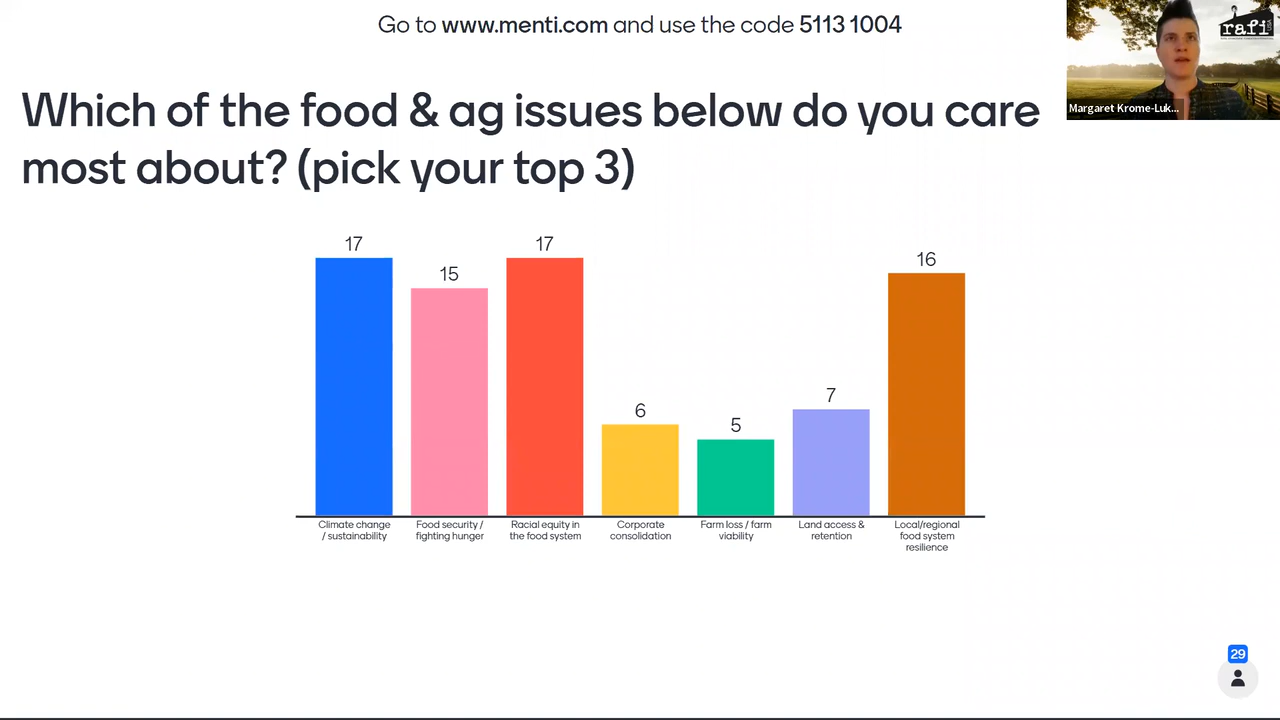 Go to www.menti.com and use the code 5113 1004
rafi
Margaret Krome-Luk...
Which of the food & ag issues below do you care
most about? (pick your top 3)
17
15
17
6
5
7
16
Climate change
/ sustainability
Food security /
fighting hunger
Racial equity in
the food system
Corporate
consolidation
Farm loss / farm
viability
Land access &
retention
Local/regional
food system
resilience
29